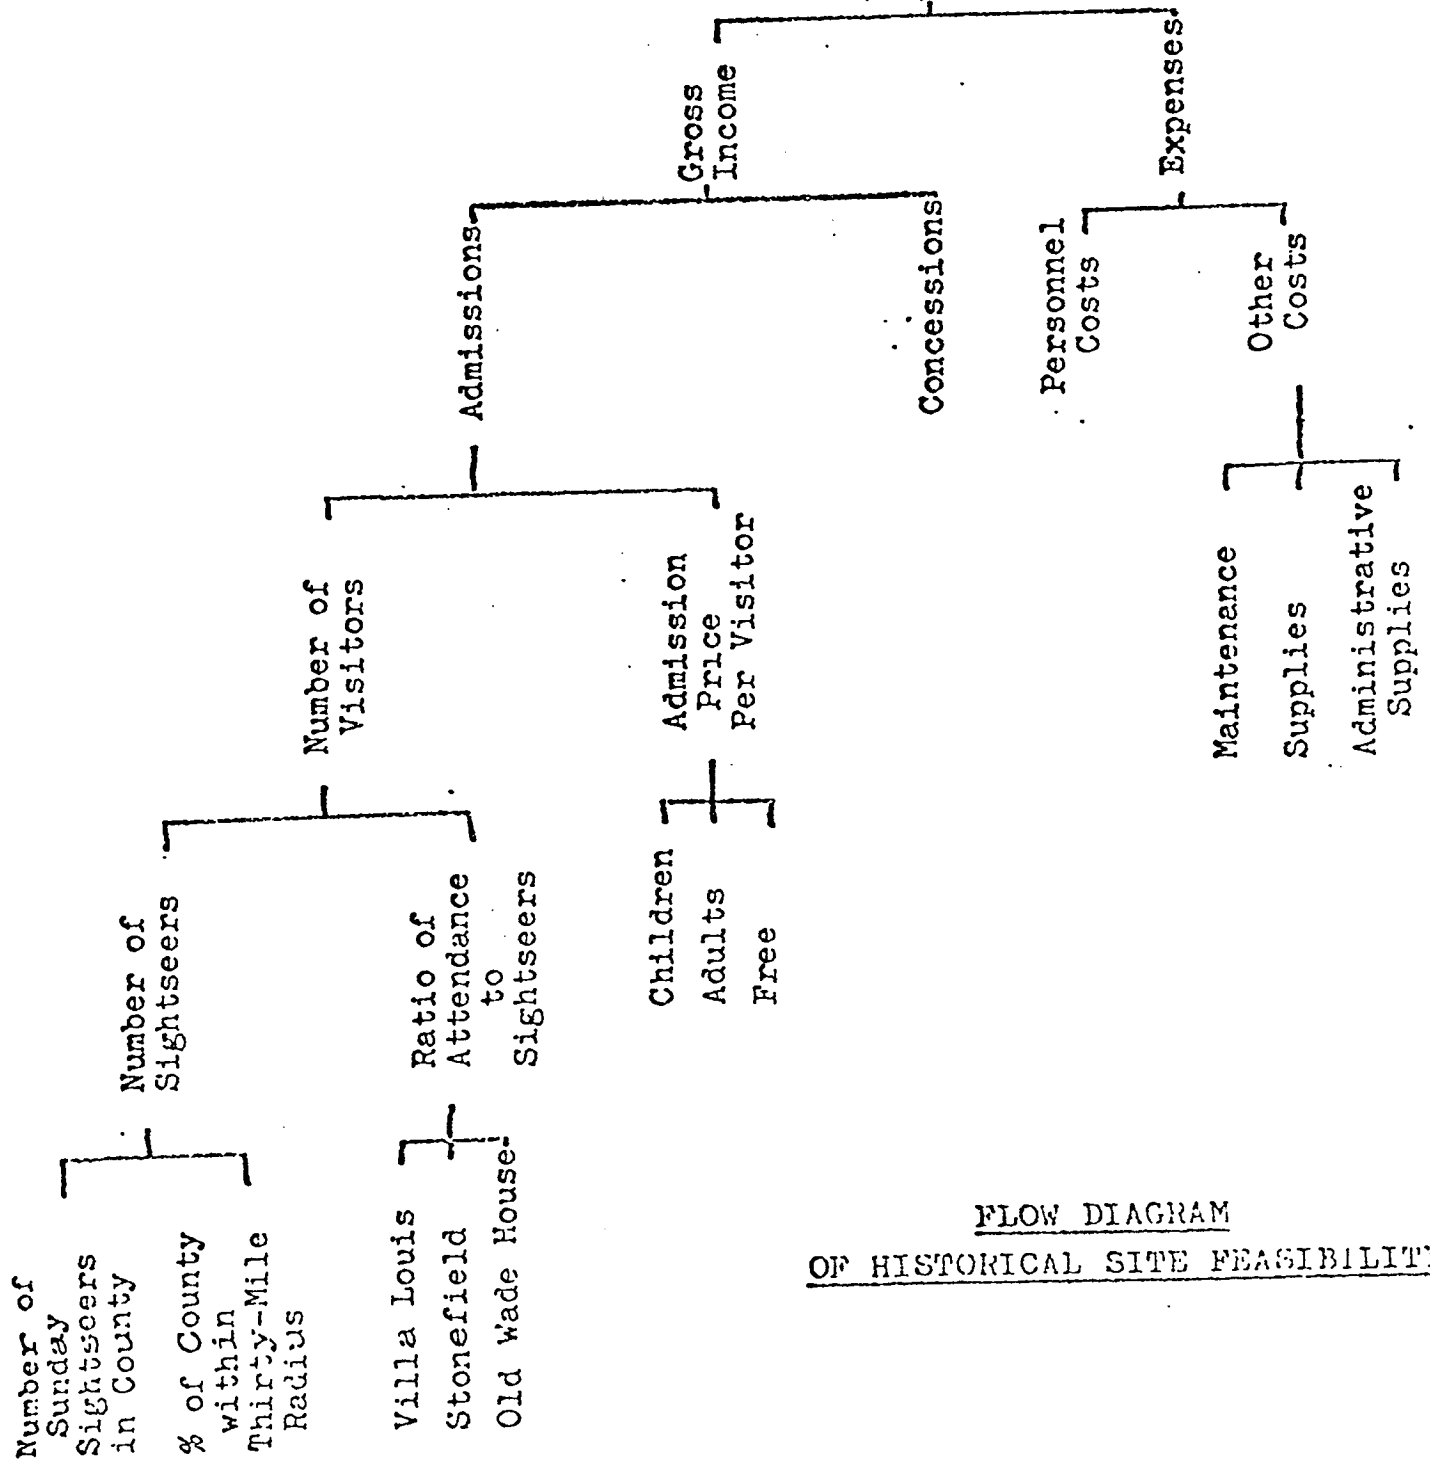 Number of
Sunday
Sightseers
in County
% of County
within
Thirty-Mile
Radius
Number of
Sightseers
Villa Louis
Stonefield
Old Wade House
Ratio of
Attendance
to
Sightseers
Number of
Visitors
Children
Adults
Free
Admission
Price
Per Visitor
Admissions
Concessions
Gross
Income
Maintenance
Supplies
Administrative
Supplies
Personnel
Costs
Other
Costs
Expenses
FLOW DIAGRAM
OF HISTORICAL SITE FEASIBILIT